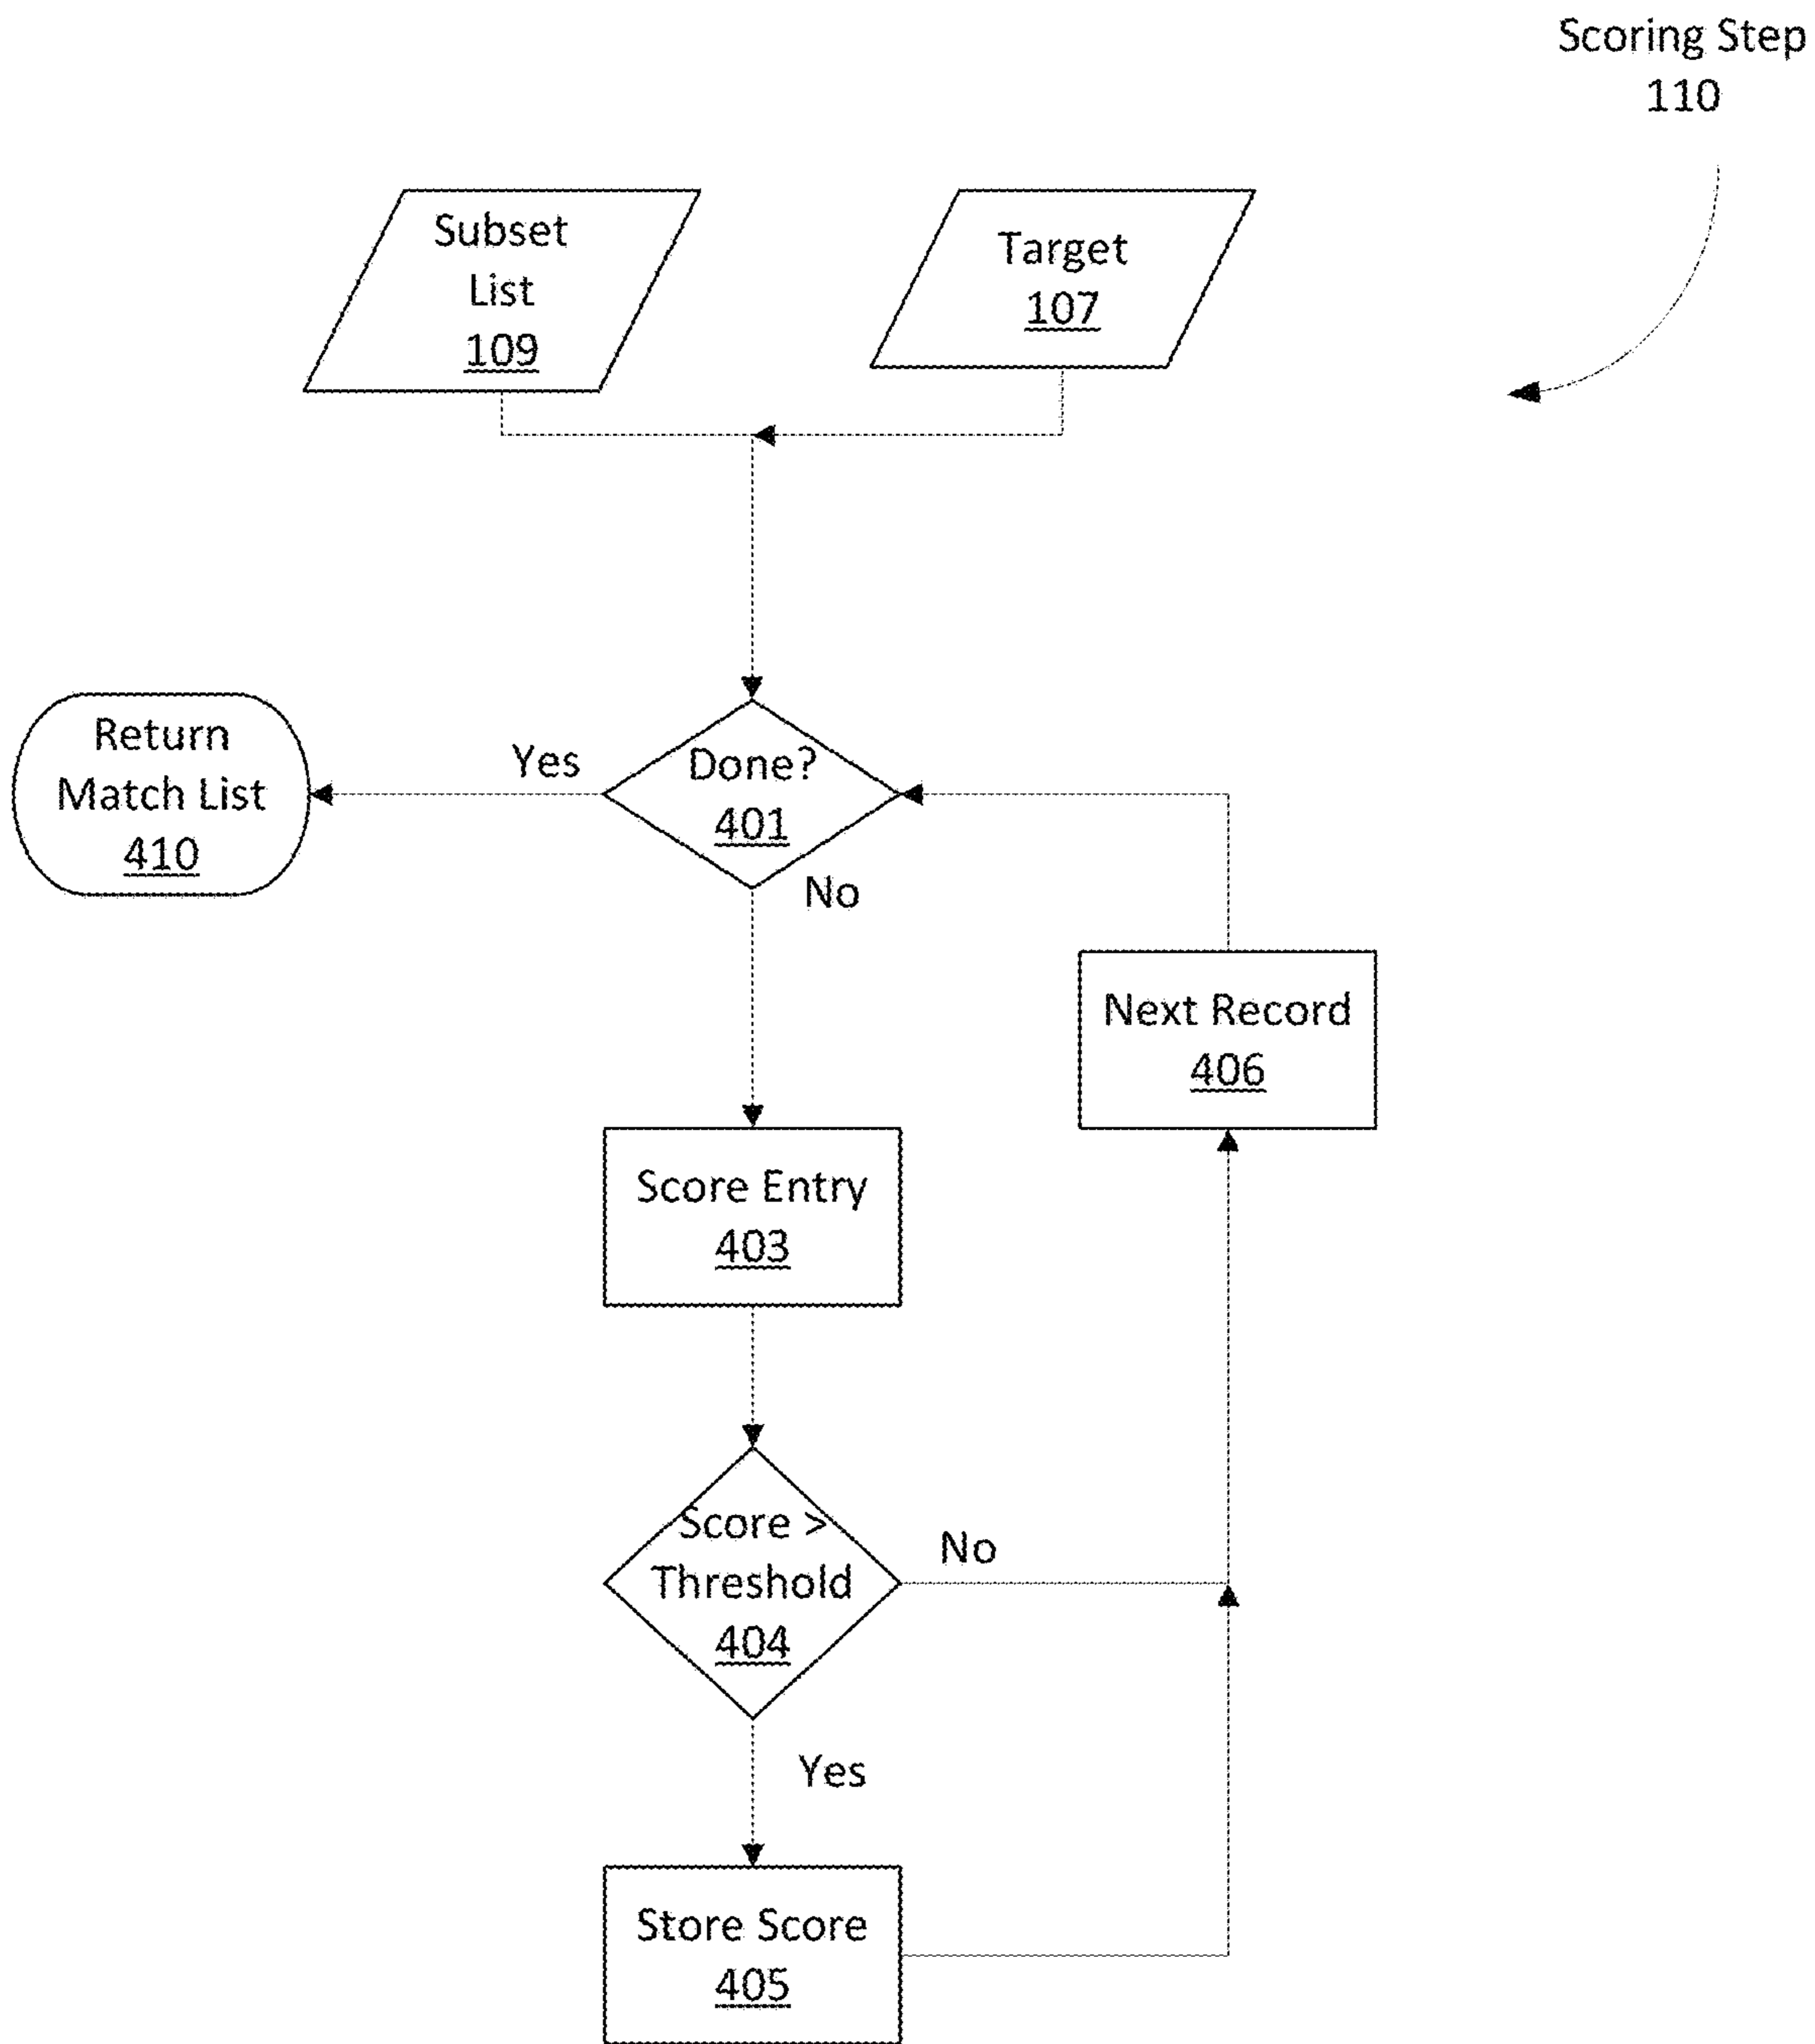 Scoring Step
110
Subset
List
109
Target
107
Return
Match List
410
Yes
Done?
401
No
Next Record
406
Score Entry
403
Score >
Threshold
404
No
Yes
Store Score
405